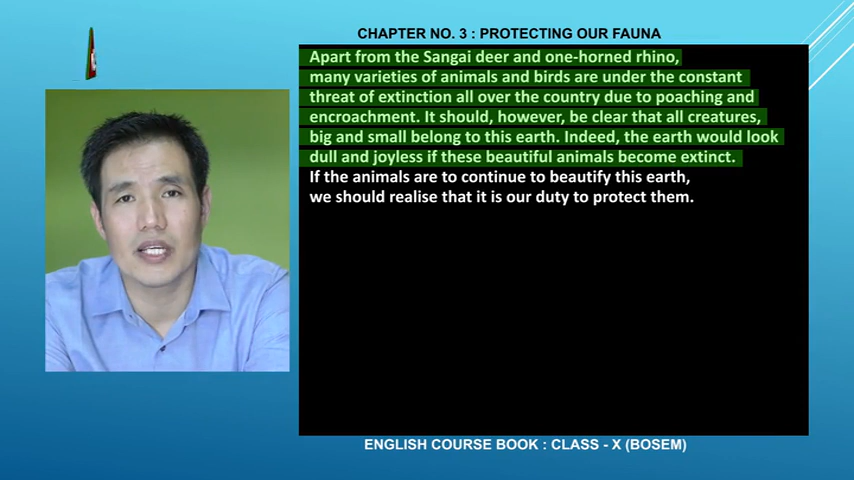 CHAPTER NO. 3 : PROTECTING OUR FAUNA
Apart from the Sangai deer and one-horned rhino,
many varieties of animals and birds are under the constant
threat of extinction all over the country due to poaching and
encroachment. It should, however, be clear that all creatures,
big and small belong to this earth. Indeed, the earth would look
dull and joyless if these beautiful animals become extinct.
If the animals are to continue to beautify this earth,
we should realise that it is our duty to protect them.
ENGLISH COURSE BOOK : CLASS - X (BOSEM)